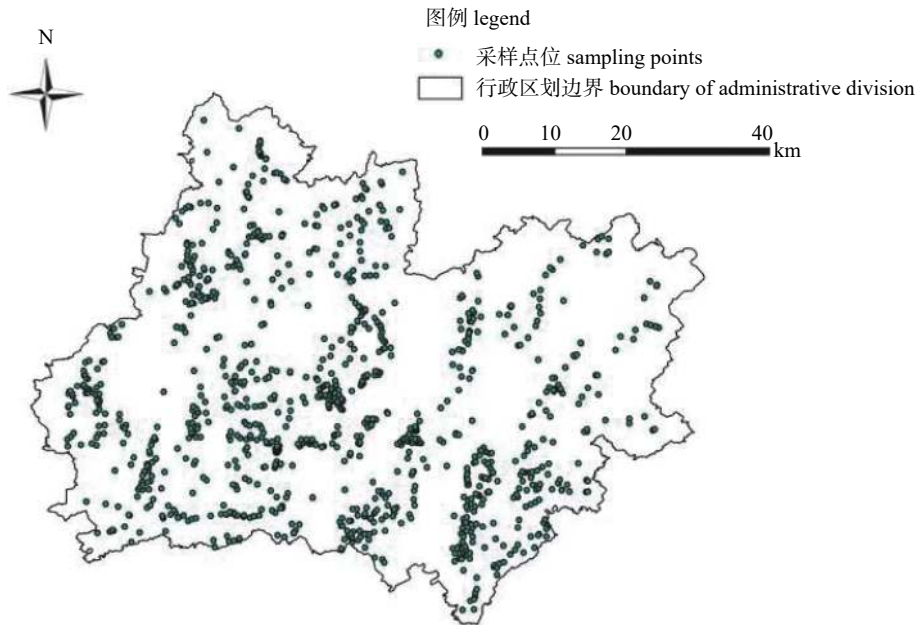 图例 legend
N
采样点位 sampling points
行政区划边界 boundary of administrative division
0 10 20 40
km